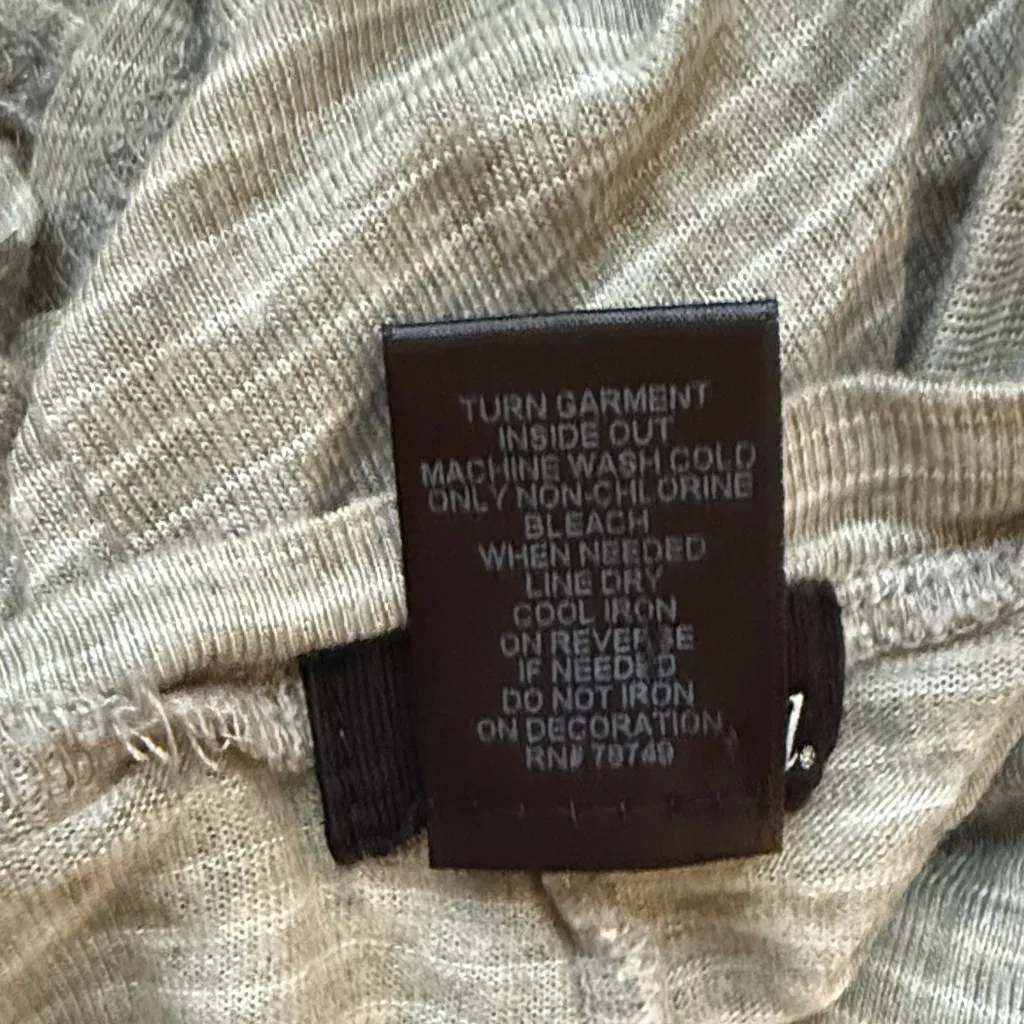 TURN GARMENT
INSIDE OUT
MACHINE WASH COLD
ONLY NON-CHLORINE
BLEACH
WHEN NEEDED
LINE DRY
COOL IRON
ON REVERSE
IF NEEDED
DO NOT IRON
ON DECORATION
RN#
l.